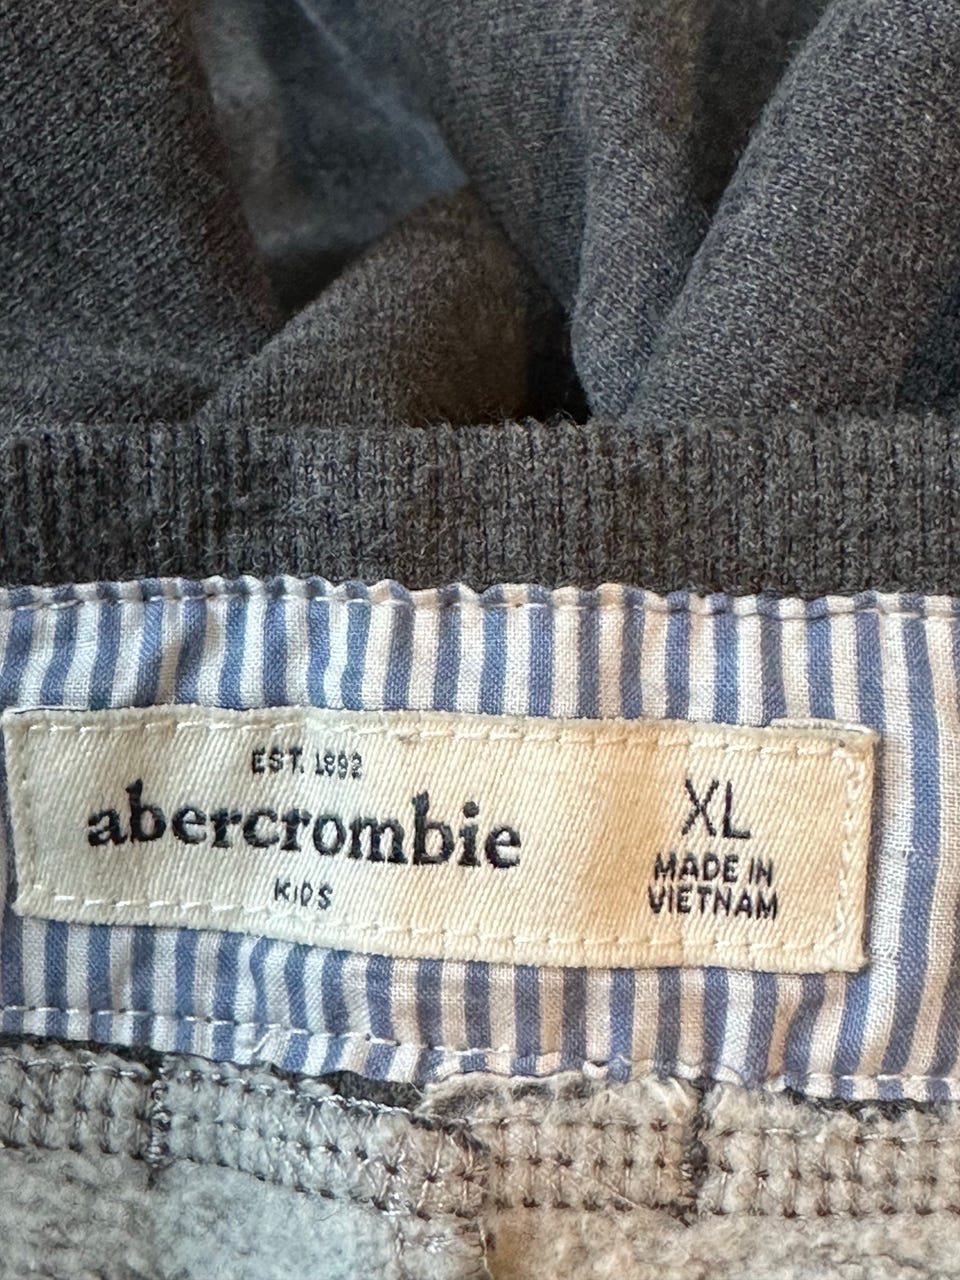 EST. 1892
abercrombie
KIDS
XL
MADE IN
VIETNAM